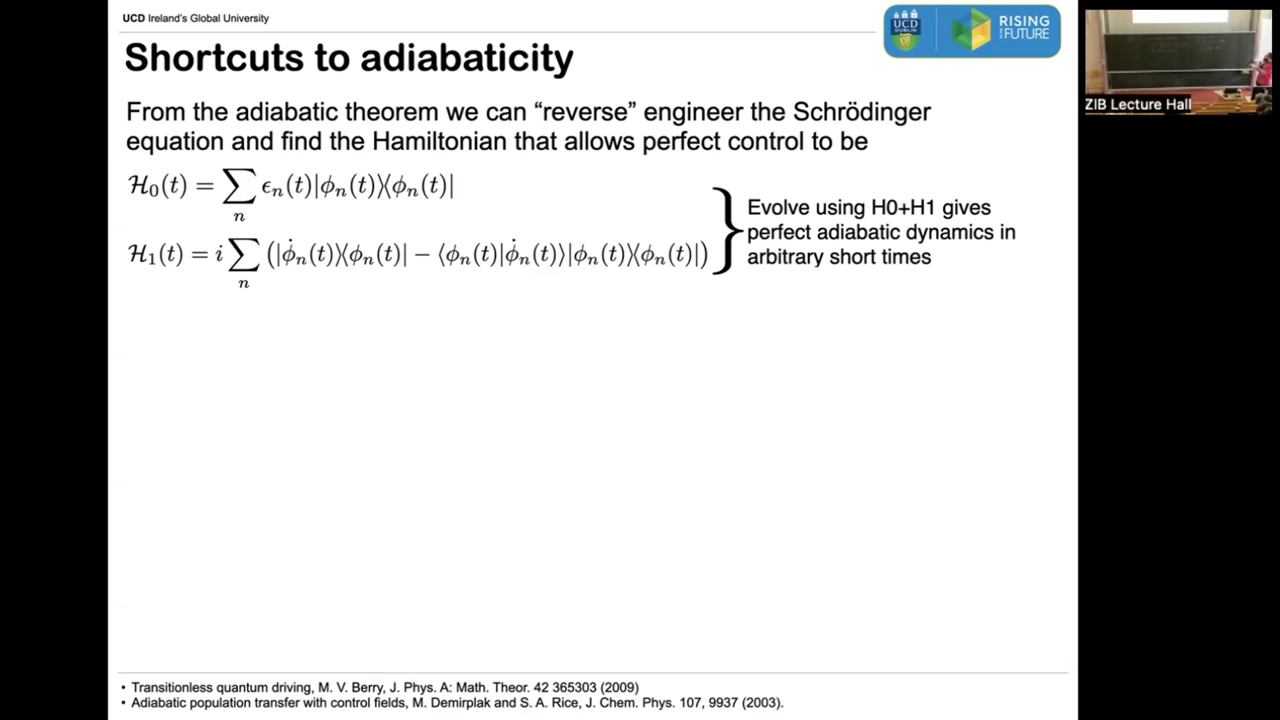 UCD Ireland's Global University
UCD
DUBLIN
RISING
TO THE
FUTURE
ZIB Lecture Hall
Shortcuts to adiabaticity
From the adiabatic theorem we can “reverse” engineer the Schrödinger
equation and find the Hamiltonian that allows perfect control to be
ℋ₀(t) = ∑ₙ ϵₙ(t)|ϕₙ(t)⟩⟨ϕₙ(t)|
ℋ₁(t) = i ∑ₙ (|ϕ̇ₙ(t)⟩⟨ϕₙ(t)| − ⟨ϕₙ(t)|ϕ̇ₙ(t)⟩|ϕₙ(t)⟩⟨ϕₙ(t)|)
Evolve using H0+H1 gives
perfect adiabatic dynamics in
arbitrary short times
• Transitionless quantum driving, M. V. Berry, J. Phys. A: Math. Theor. 42 365303 (2009)
• Adiabatic population transfer with control fields, M. Demirplak and S. A. Rice, J. Chem. Phys. 107, 9937 (2003).